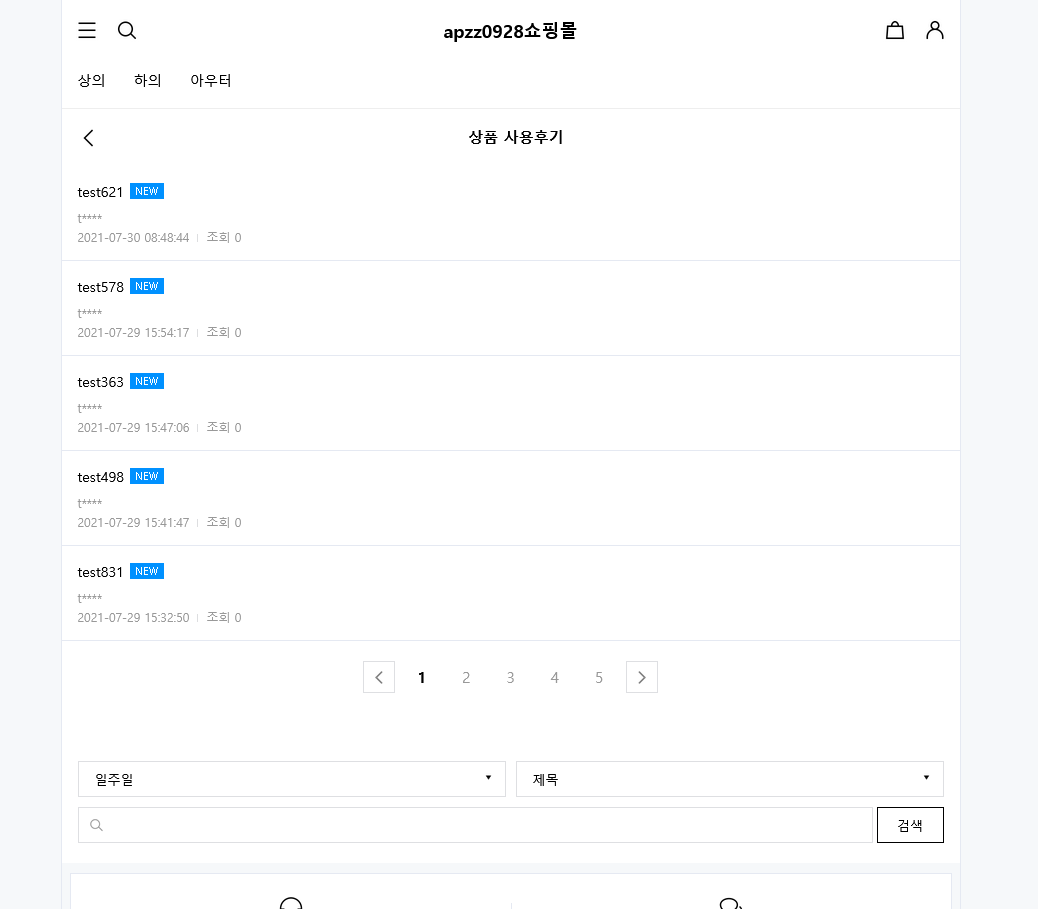 apzz0928쇼핑몰
상의 하의 아우터
상품 사용후기
test621 NEW
t****
2021-07-30 08:48:44 조회 0
test578 NEW
t****
2021-07-29 15:54:17 조회 0
test363 NEW
t****
2021-07-29 15:47:06 조회 0
test498 NEW
t****
2021-07-29 15:41:47 조회 0
test831 NEW
t****
2021-07-29 15:32:50 조회 0
1 2 3 4 5
일주일 제목
검색